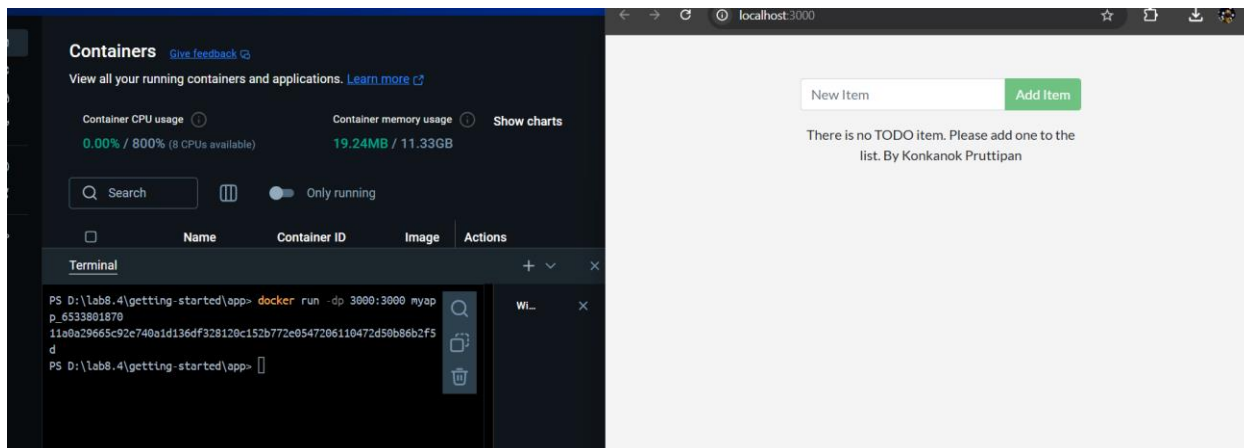 Containers Give feedback
View all your running containers and applications. Learn more
Container CPU usage
0.00% / 800% (8 CPUs available)
Container memory usage
19.24MB / 11.33GB
Show charts
Search
Only running
Name Container ID Image Actions
Terminal
PS D:\lab8.4\getting-started\app> docker run -dp 3000:3000 myap
p_6533801870
11a0a29665c92e740a1d136df328120c152b772e0547206110472d50b86b2f5
d
PS D:\lab8.4\getting-started\app>
Wi...
localhost:3000
New Item
Add Item
There is no TODO item. Please add one to the
list. By Konkanok Pruttipan